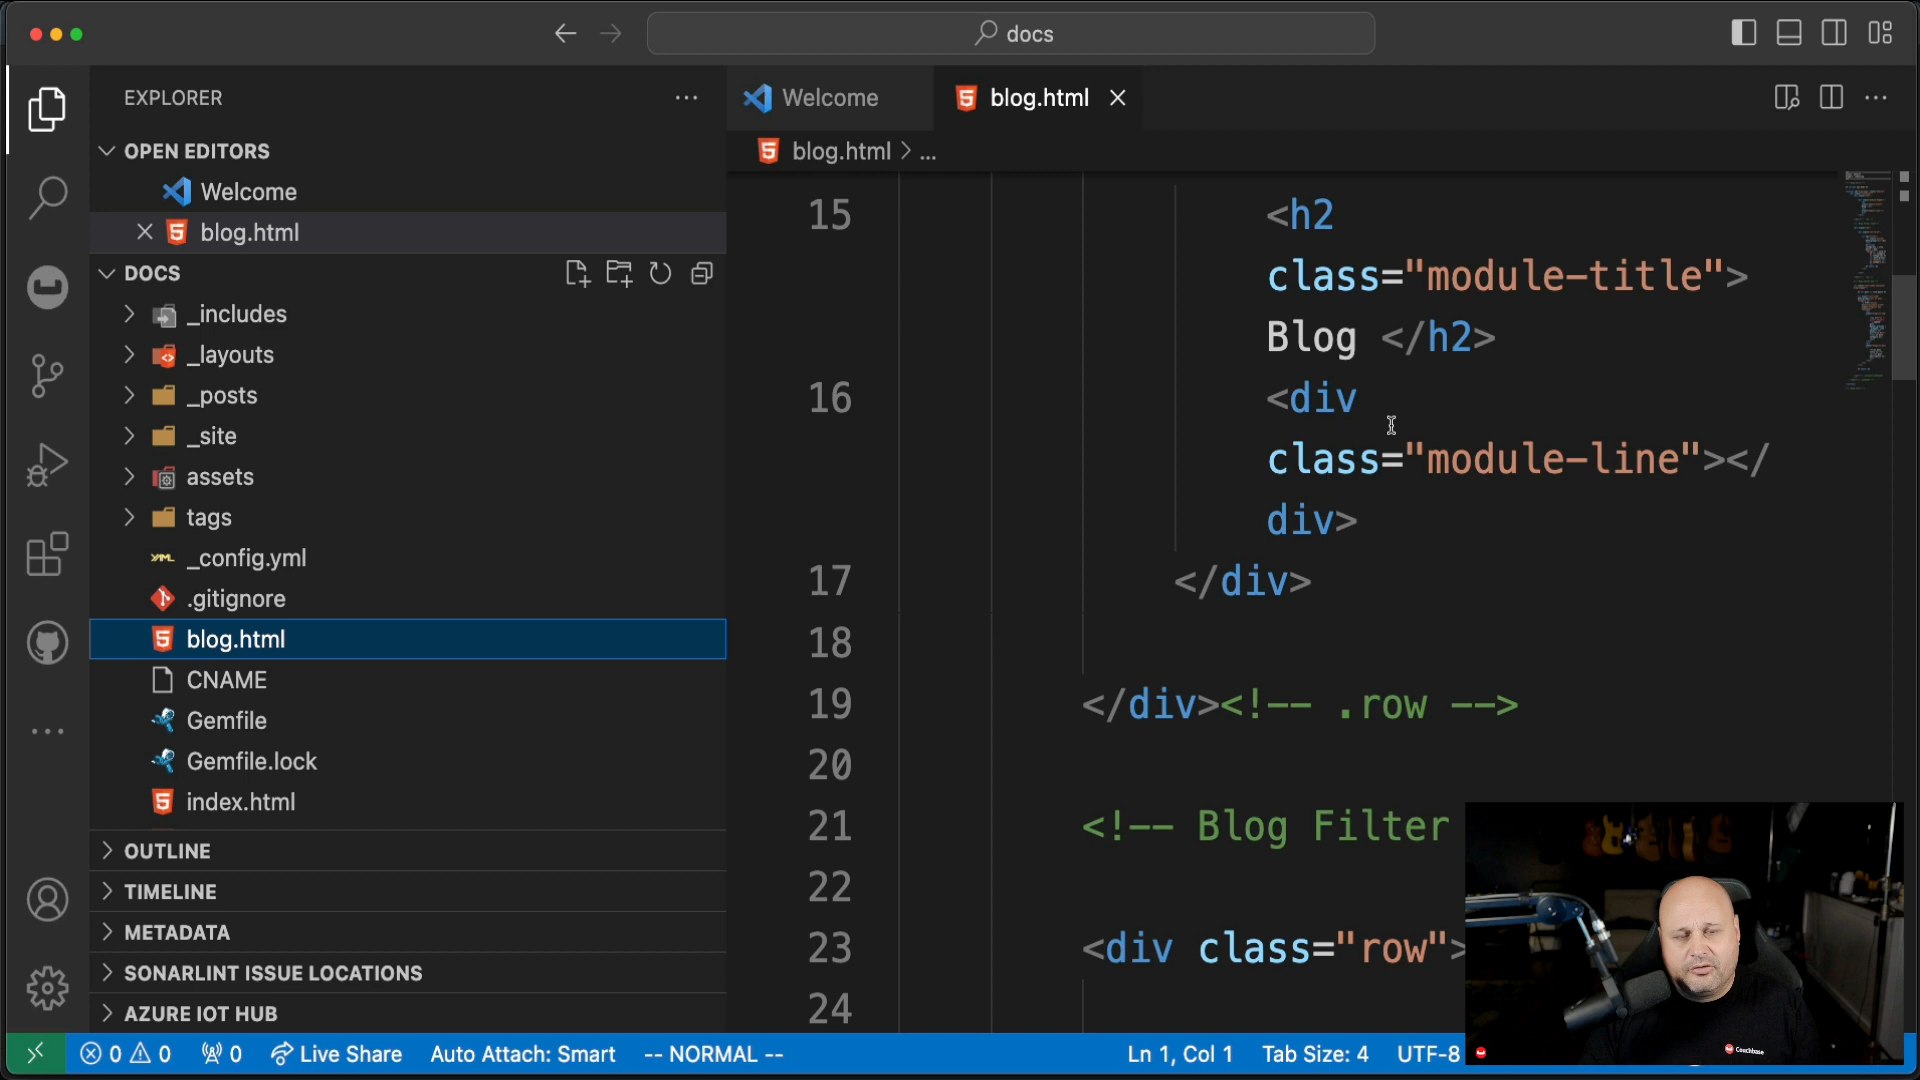 docs
EXPLORER
OPEN EDITORS
Welcome
blog.html
DOCS
_includes
_layouts
_posts
_site
assets
tags
_config.yml
.gitignore
blog.html
CNAME
Gemfile
Gemfile.lock
index.html
OUTLINE
TIMELINE
METADATA
SONARLINT ISSUE LOCATIONS
AZURE IOT HUB
Welcome
blog.html
blog.html > ...
15 <h2
class="module-title">
Blog </h2>
16 <div
class="module-line"></
div>
17 </div>
18
19 </div><!-- .row -->
20
21 <!-- Blog Filter
22
23 <div class="row">
24
Couchbase
0 0 0 Live Share Auto Attach: Smart -- NORMAL -- Ln 1, Col 1 Tab Size: 4 UTF-8